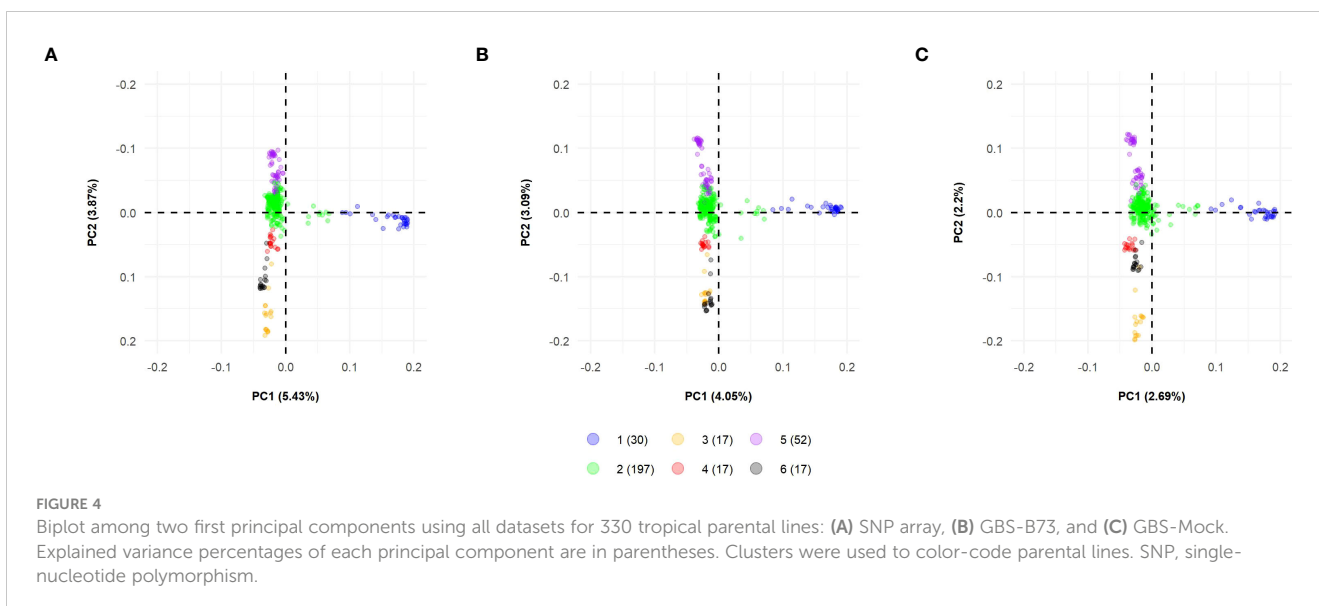 A
B
C
-0.2
-0.1
0.0
0.1
0.2
PC2 (3.87%)
-0.2
-0.1
0.0
0.1
0.2
PC1 (5.43%)
0.2
0.1
0.0
-0.1
-0.2
PC2 (3.09%)
-0.2
-0.1
0.0
0.1
0.2
PC1 (4.05%)
0.2
0.1
0.0
-0.1
-0.2
PC2 (2.2%)
-0.2
-0.1
0.0
0.1
0.2
PC1 (2.69%)
1 (30)
3 (17)
5 (52)
2 (197)
4 (17)
6 (17)
FIGURE 4
Biplot among two first principal components using all datasets for 330 tropical parental lines: (A) SNP array, (B) GBS-B73, and (C) GBS-Mock.
Explained variance percentages of each principal component are in parentheses. Clusters were used to color-code parental lines. SNP, single-
nucleotide polymorphism.